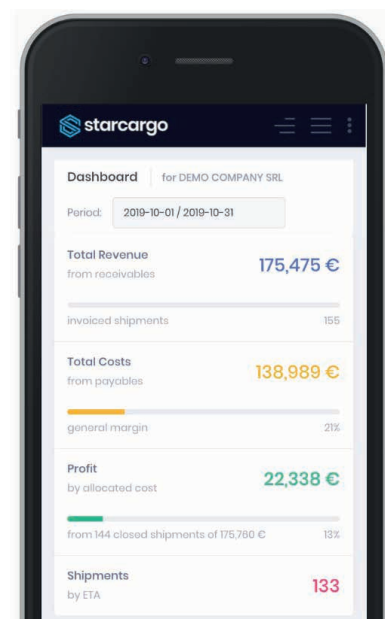 starcargo
Dashboard for DEMO COMPANY SRL
Period: 2019-10-01 / 2019-10-31
Total Revenue
from receivables
175,475 €
invoiced shipments 155
Total Costs
from payables
138,989 €
general margin 21%
Profit
by allocated cost
22,338 €
from 144 closed shipments of 175,760 € 13%
Shipments
by ETA
133